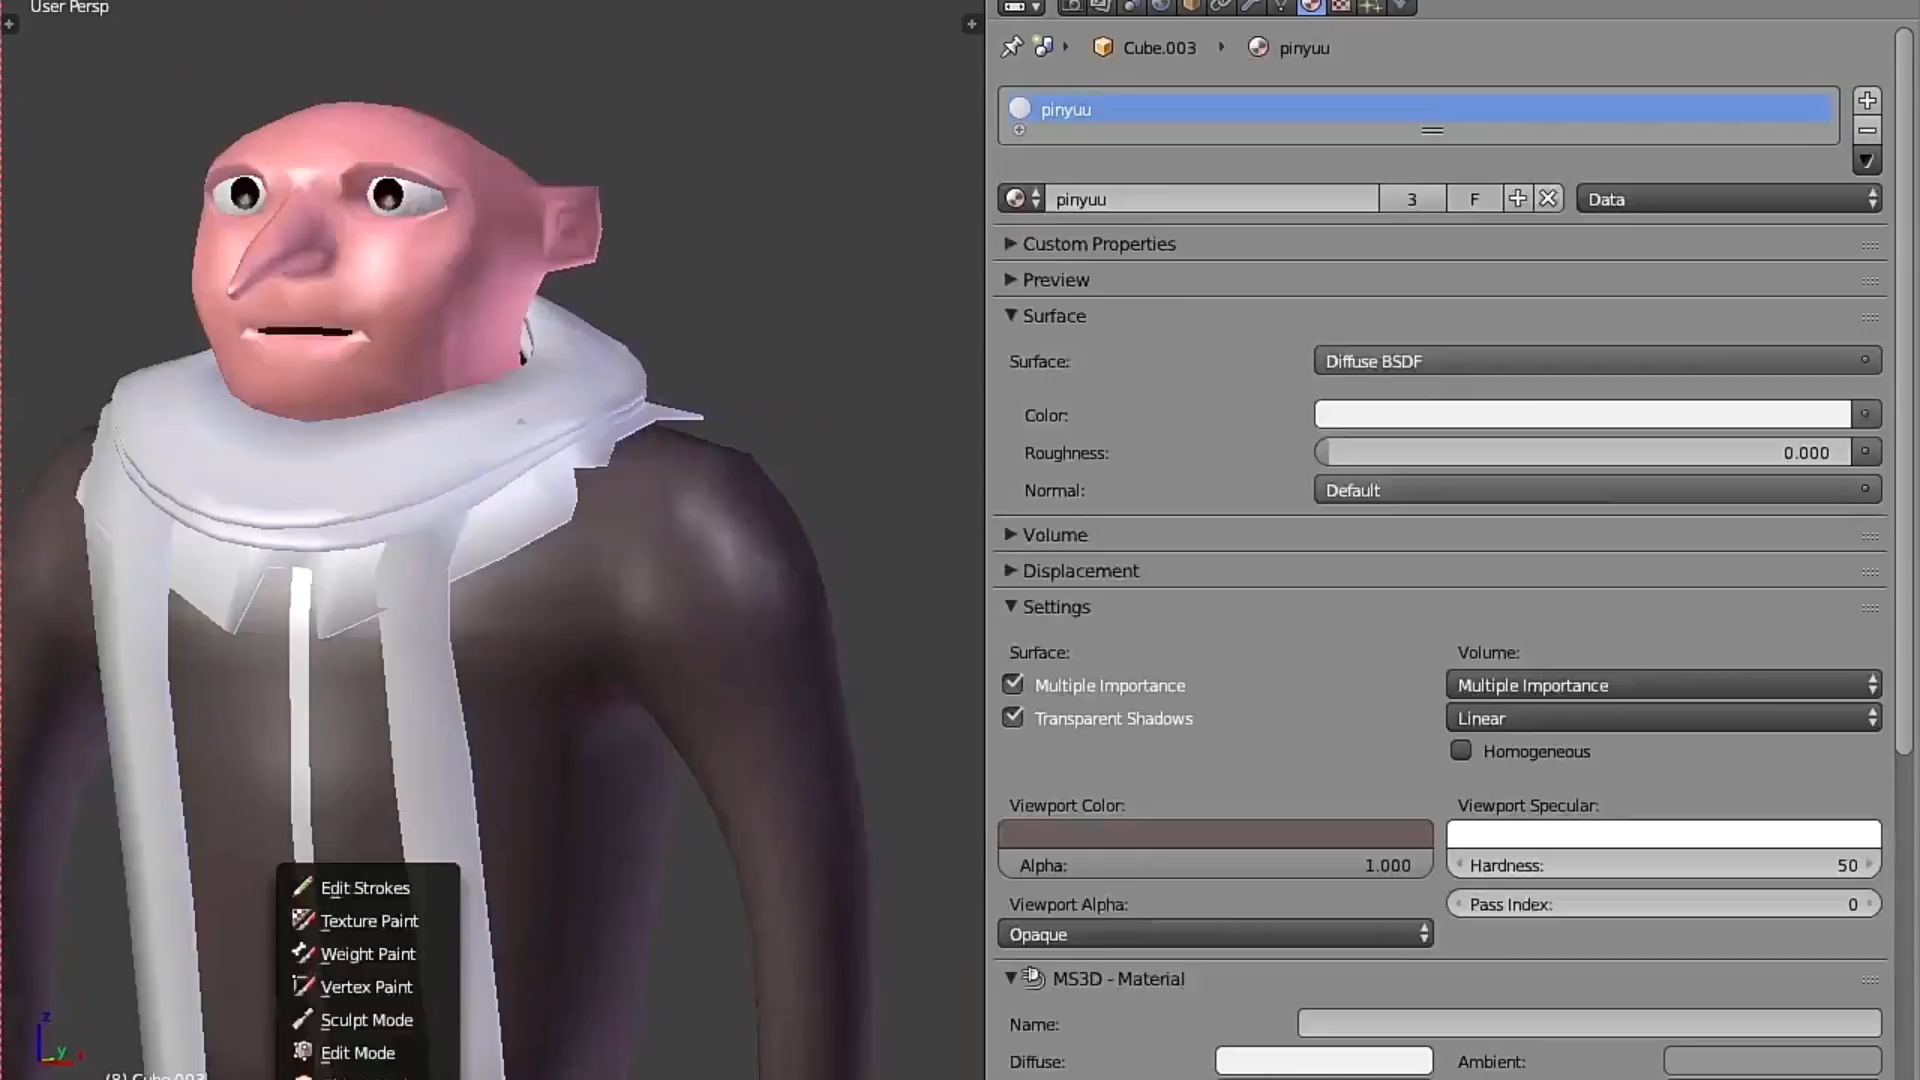 User Persp
Cube.003 pinyuu
pinyuu
pinyuu 3 F Data
Custom Properties
Preview
Surface
Surface: Diffuse BSDF
Color:
Roughness: 0.000
Normal: Default
Volume
Displacement
Settings
Surface: Volume:
Multiple Importance Multiple Importance
Transparent Shadows Linear
Homogeneous
Viewport Color: Viewport Specular:
Alpha: 1.000 Hardness: 50
Viewport Alpha: Pass Index: 0
Opaque
MS3D - Material
Name:
Diffuse: Ambient:
Edit Strokes
Texture Paint
Weight Paint
Vertex Paint
Sculpt Mode
Edit Mode
z
y
(8) Cube.003